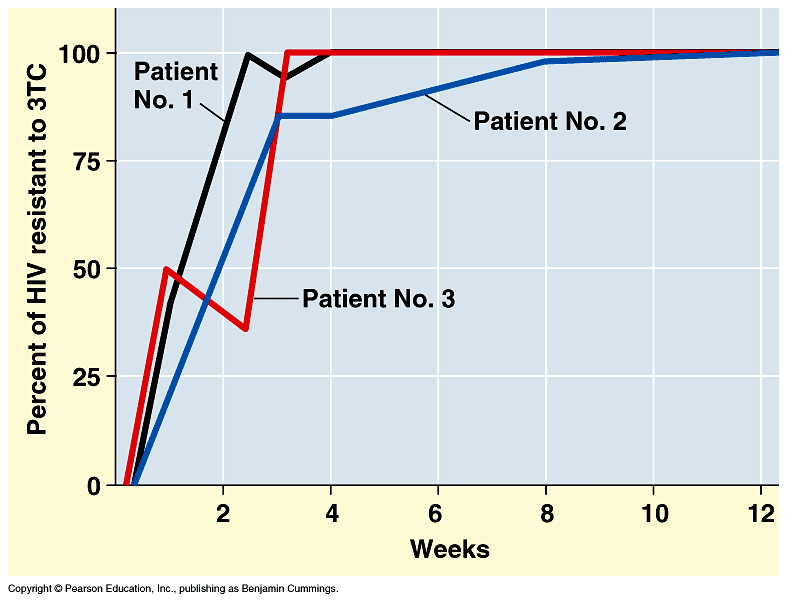 Percent of HIV resistant to 3TC
100
75
50
25
0
Patient
No. 1
Patient No. 2
Patient No. 3
2 4 6 8 10 12
Weeks
Copyright © Pearson Education, Inc., publishing as Benjamin Cummings.